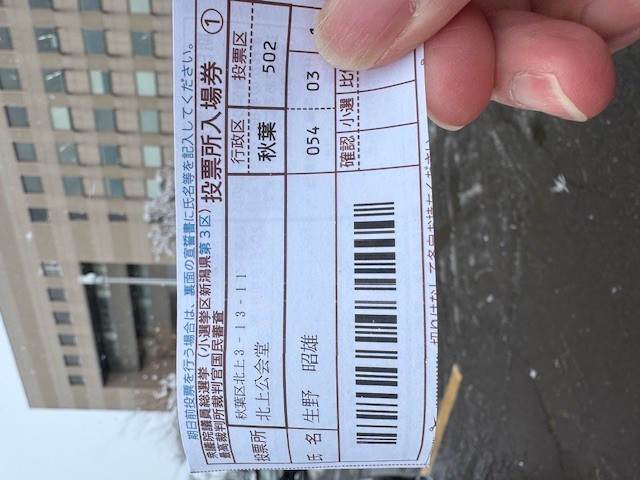 期日前投票を行う場合は、裏面の宣誓書に氏名等を記入してください。
衆議院議員総選挙(小選挙区新潟県第3区)
最高裁判所裁判官国民審査
投票所入場券 ①
投票所
秋葉区北上3-13-11
北上公会堂
行政区 投票区
秋葉 502
氏名 生野 昭雄
054 03
確認 小選 比